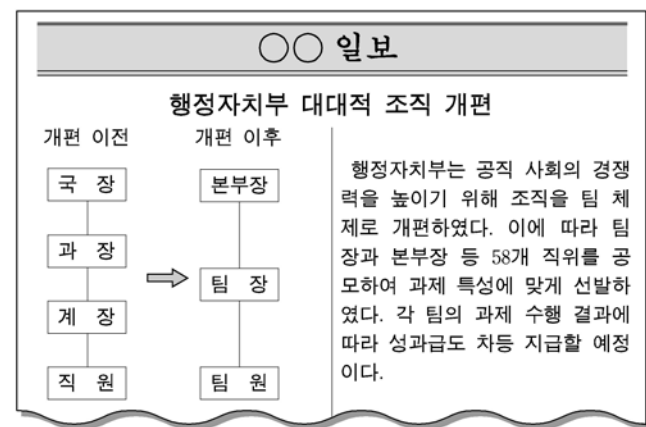 ○○ 일보
행정자치부 대대적 조직 개편
개편 이전
개편 이후
국 장
과 장
계 장
직 원
본부장
팀 장
팀 원
행정자치부는 공직 사회의 경쟁
력을 높이기 위해 조직을 팀 체
제로 개편하였다. 이에 따라 팀
장과 본부장 등 58개 직위를 공
모하여 과제 특성에 맞게 선발하
였다. 각 팀의 과제 수행 결과에
따라 성과급도 차등 지급할 예정
이다.